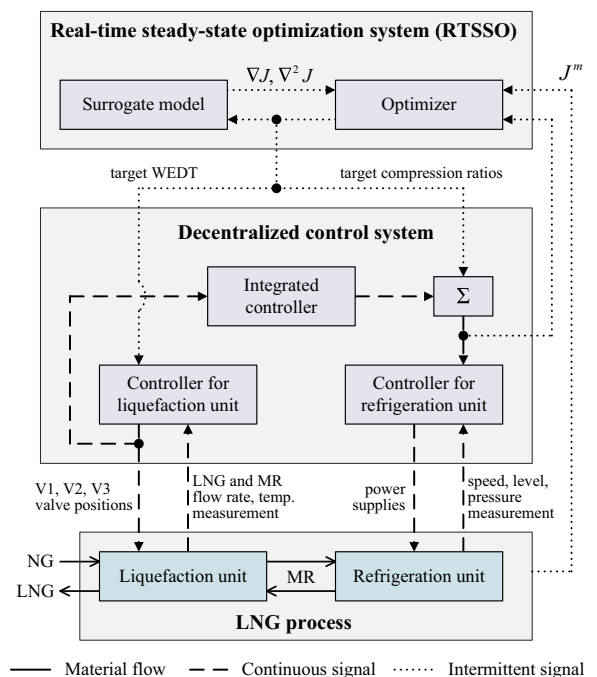 Real-time steady-state optimization system (RTSSO)
∇J, ∇² J
J^m
Surrogate model
Optimizer
target WEDT
target compression ratios
Decentralized control system
Integrated
controller
Σ
Controller for
liquefaction unit
Controller for
refrigeration unit
V1, V2, V3
valve positions
LNG and MR
flow rate, temp.
measurement
power
supplies
speed, level,
pressure
measurement
NG
LNG
Liquefaction unit
MR
Refrigeration unit
LNG process
Material flow
Continuous signal
Intermittent signal